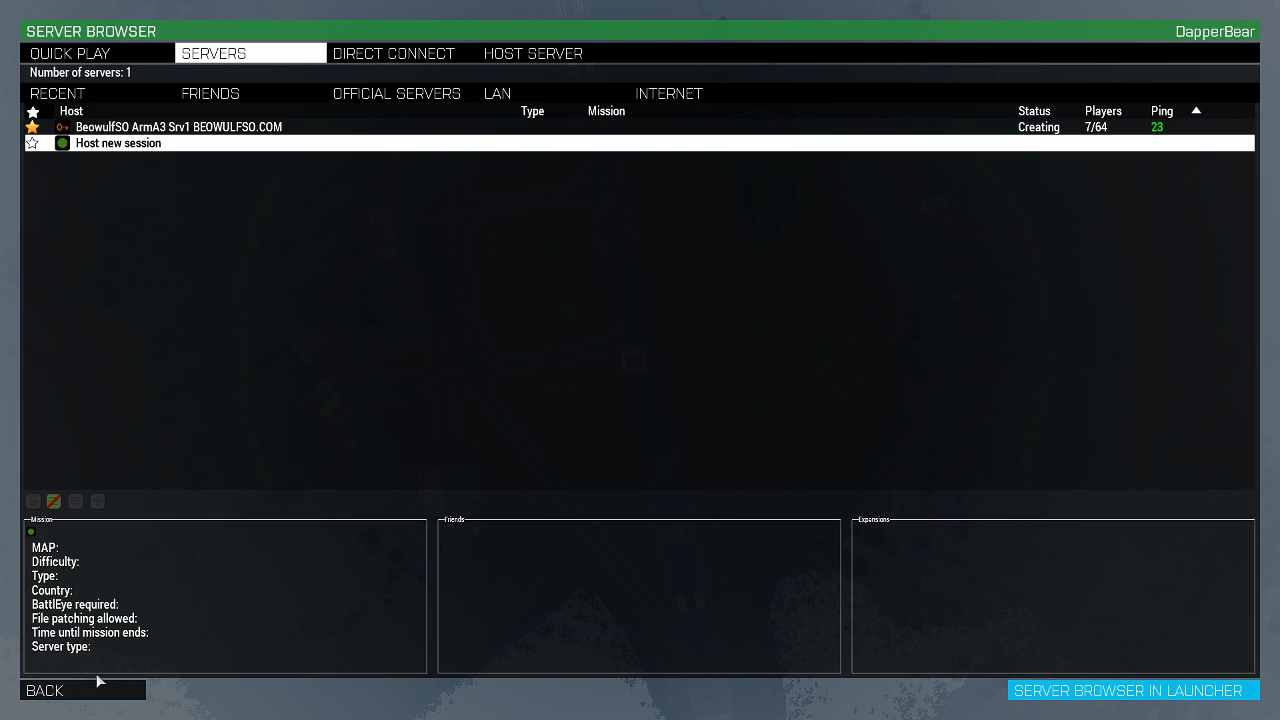 SERVER BROWSER DapperBear
QUICK PLAY SERVERS DIRECT CONNECT HOST SERVER
Number of servers: 1
RECENT FRIENDS OFFICIAL SERVERS LAN INTERNET
Host Type Mission Status Players Ping
BeowulfSO ArmA3 Srv1 BEOWULFSO.COM Creating 7/64 23
Host new session
Mission Friends Expansions
MAP:
Difficulty:
Type:
Country:
BattlEye required:
File patching allowed:
Time until mission ends:
Server type:
BACK SERVER BROWSER IN LAUNCHER